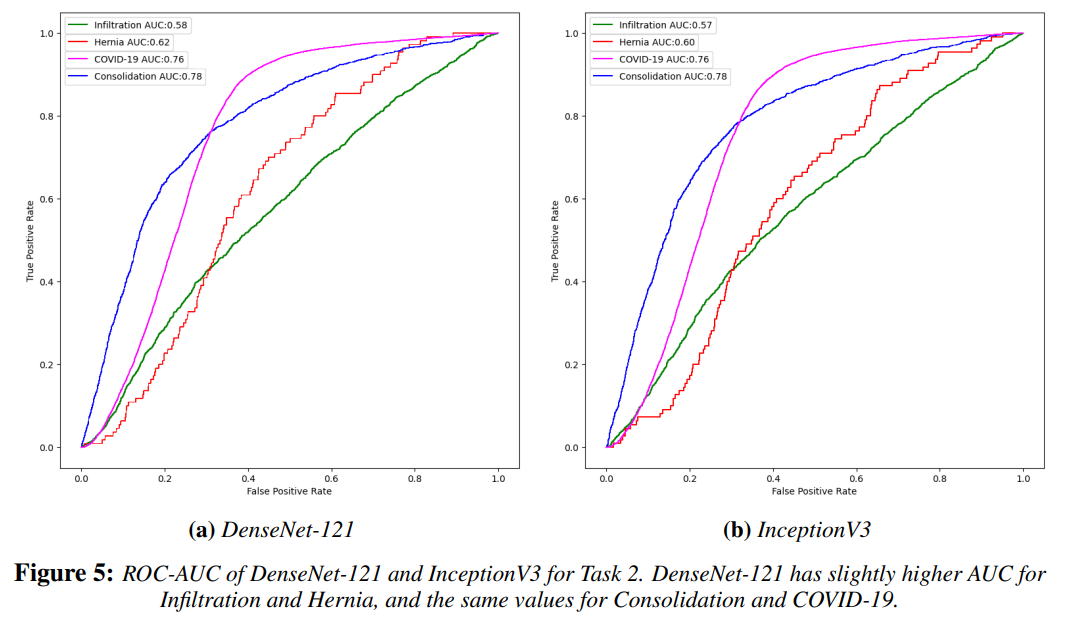 Infiltration AUC:0.58
Hernia AUC:0.62
COVID-19 AUC:0.76
Consolidation AUC:0.78
1.0
0.8
0.6
0.4
0.2
0.0
True Positive Rate
0.0 0.2 0.4 0.6 0.8 1.0
False Positive Rate
(a) DenseNet-121
Infiltration AUC:0.57
Hernia AUC:0.60
COVID-19 AUC:0.76
Consolidation AUC:0.78
1.0
0.8
0.6
0.4
0.2
0.0
True Positive Rate
0.0 0.2 0.4 0.6 0.8 1.0
False Positive Rate
(b) InceptionV3
Figure 5: ROC-AUC of DenseNet-121 and InceptionV3 for Task 2. DenseNet-121 has slightly higher AUC for
Infiltration and Hernia, and the same values for Consolidation and COVID-19.